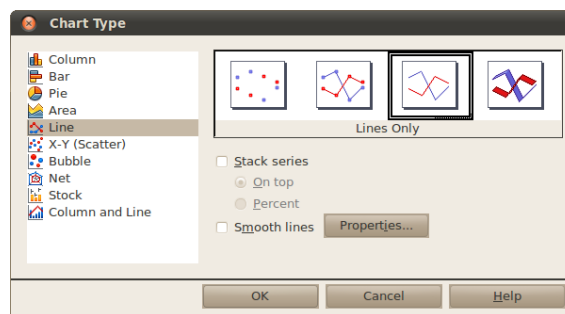 Chart Type
Column
Bar
Pie
Area
Line
X-Y (Scatter)
Bubble
Net
Stock
Column and Line
Lines Only
Stack series
On top
Percent
Smooth lines
Properties...
OK
Cancel
Help